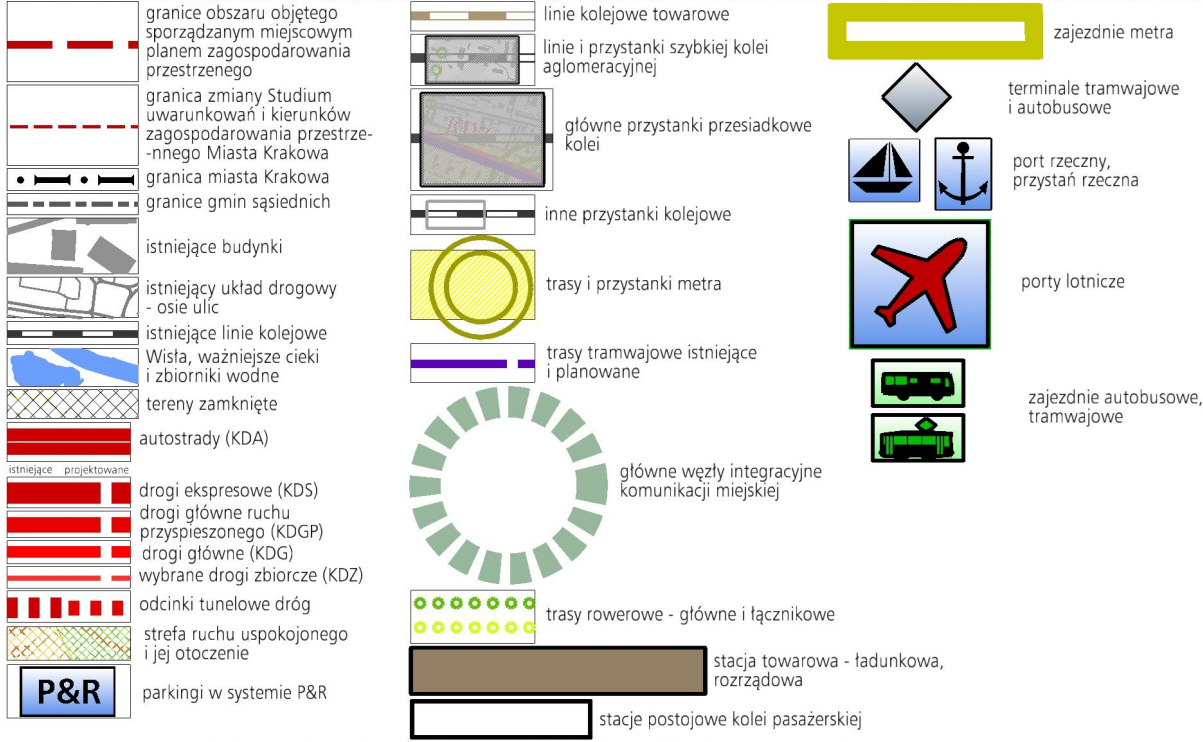 granice obszaru objętego
sporządzanym miejscowym
planem zagospodarowania
przestrzenego
granica zmiany Studium
uwarunkowań i kierunków
zagospodarowania przestrze-
-nnego Miasta Krakowa
granica miasta Krakowa
granice gmin sąsiednich
istniejące budynki
istniejący układ drogowy
- osie ulic
istniejące linie kolejowe
Wisła, ważniejsze cieki
i zbiorniki wodne
tereny zamknięte
autostrady (KDA)
istniejące projektowane
drogi ekspresowe (KDS)
drogi główne ruchu
przyspieszonego (KDGP)
drogi główne (KDG)
wybrane drogi zbiorcze (KDZ)
odcinki tunelowe dróg
strefa ruchu uspokojonego
i jej otoczenie
P&R
parkingi w systemie P&R
linie kolejowe towarowe
linie i przystanki szybkiej kolei
aglomeracyjnej
główne przystanki przesiadkowe
kolei
inne przystanki kolejowe
trasy i przystanki metra
trasy tramwajowe istniejące
i planowane
główne węzły integracyjne
komunikacji miejskiej
trasy rowerowe - główne i łącznikowe
stacja towarowa - ładunkowa,
rozrządowa
stacje postojowe kolei pasażerskiej
zajezdnie metra
terminale tramwajowe
i autobusowe
port rzeczny,
przystań rzeczna
porty lotnicze
zajezdnie autobusowe,
tramwajowe